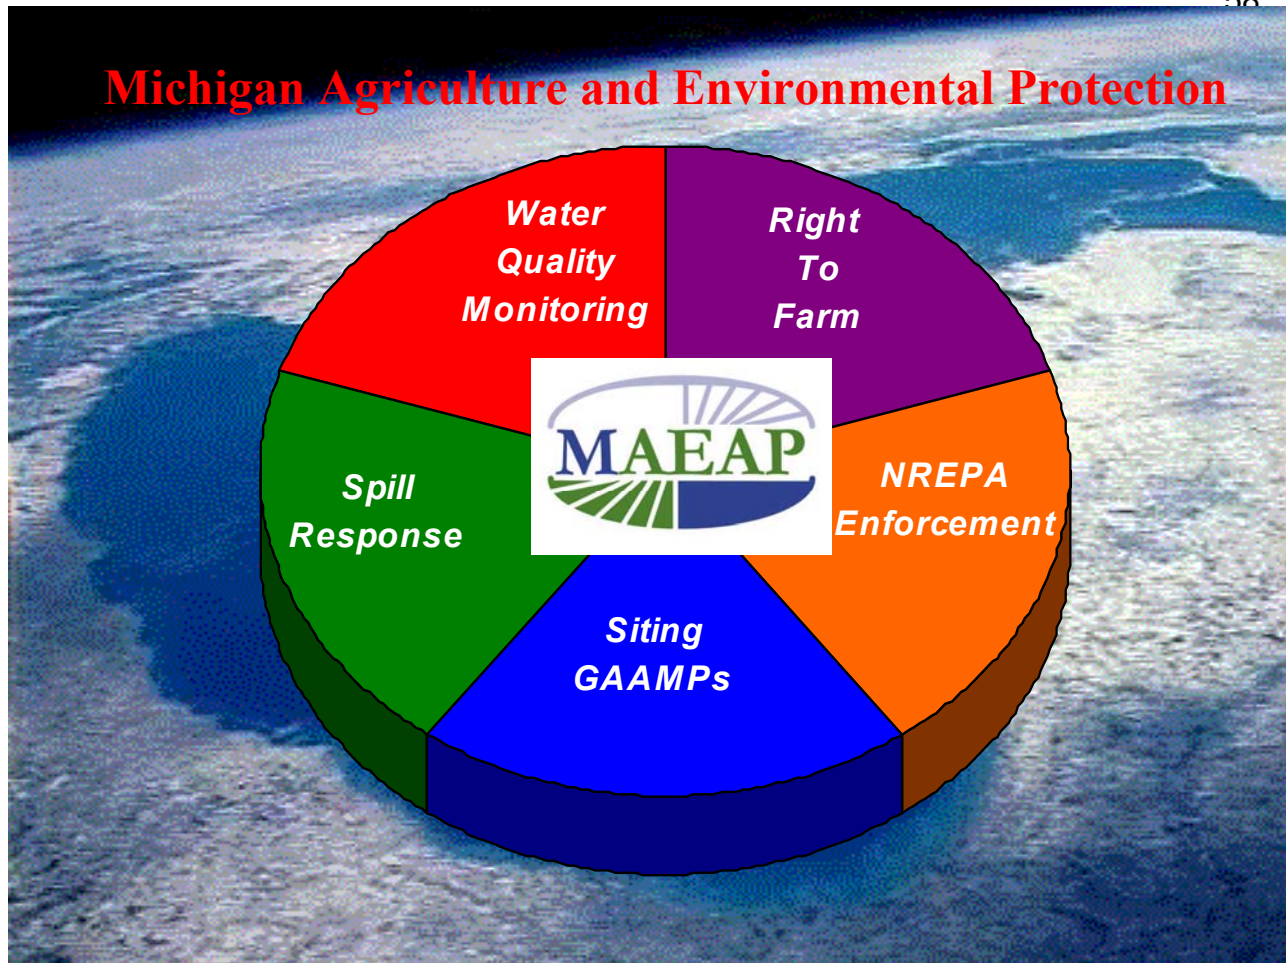 Michigan Agriculture and Environmental Protection
Water
Quality
Monitoring
Right
To
Farm
MAEAP
Spill
Response
NREPA
Enforcement
Siting
GAAMPs